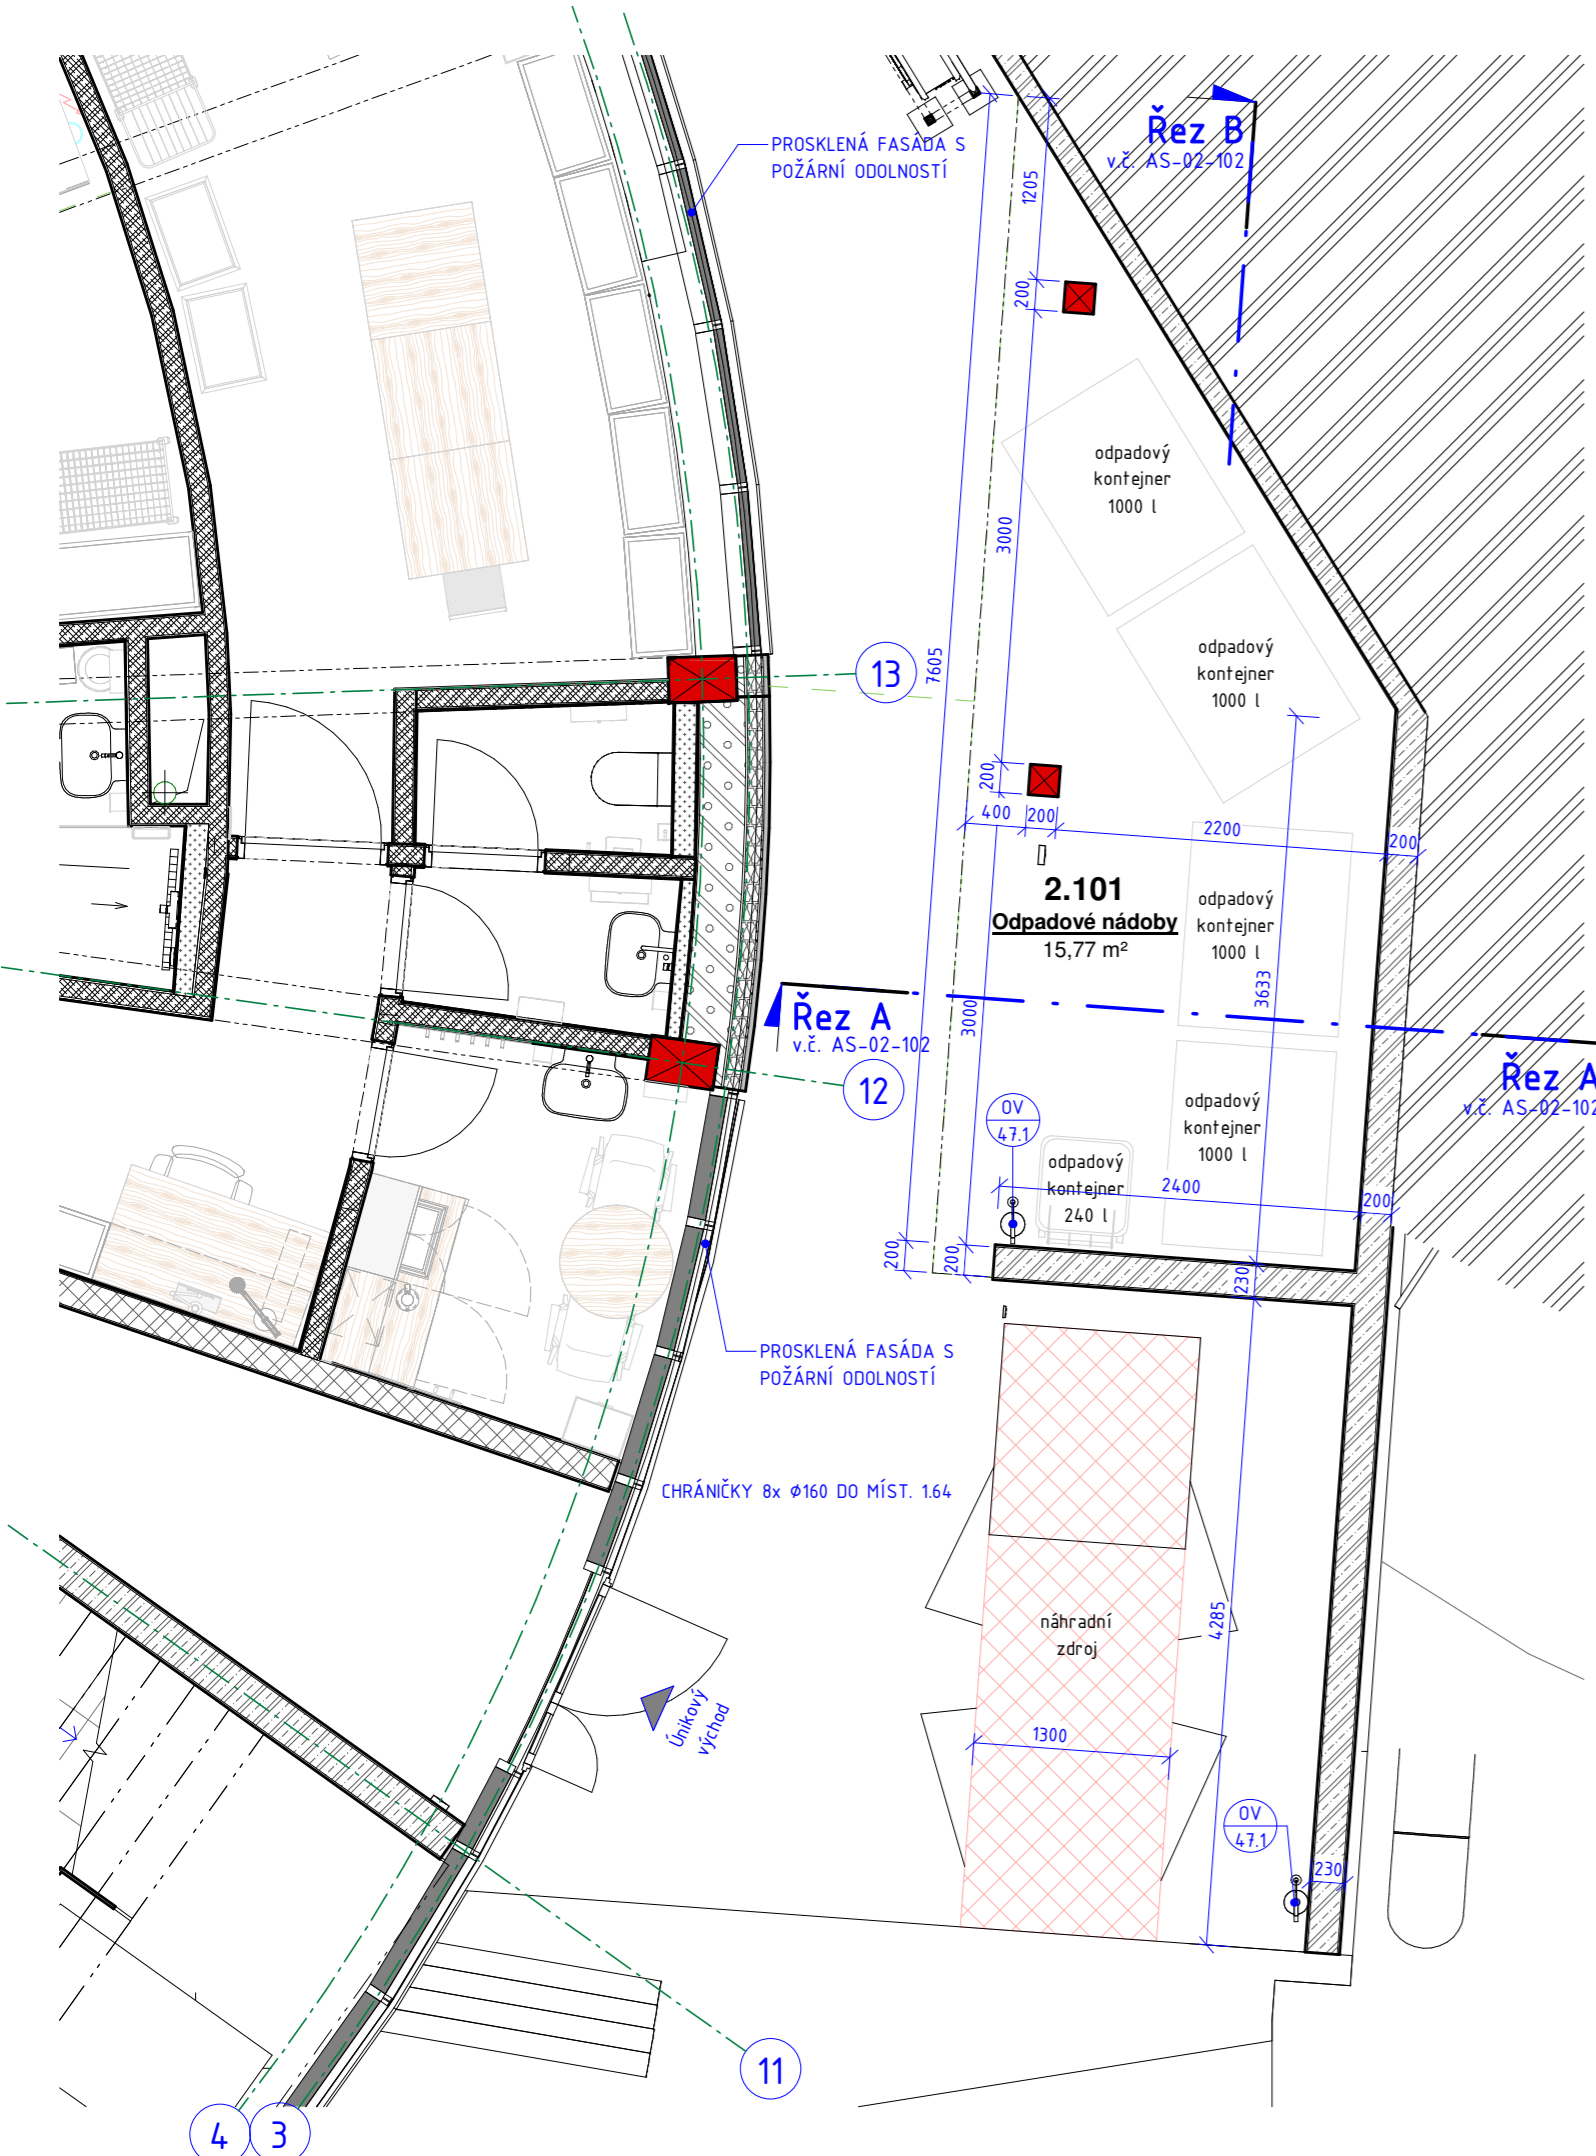 PROSKLENÁ FASÁDA S
POŽÁRNÍ ODOLNOSTÍ
Řez B
v.č. AS-02-102
1205
200
odpadový
kontejner
1000 l
3000
7605
odpadový
kontejner
1000 l
13
200
400
200
2200
200
2.101
Odpadové nádoby
15,77 m²
odpadový
kontejner
1000 l
3633
3000
Řez A
v.č. AS-02-102
Řez A
v.č. AS-02-102
12
OV
47.1
odpadový
kontejner
1000 l
odpadový
kontejner
240 l
2400
200
200
200
230
PROSKLENÁ FASÁDA S
POŽÁRNÍ ODOLNOSTÍ
CHRÁNIČKY 8x Ø160 DO MÍST. 1.64
náhradní
zdroj
4285
Únikový
východ
1300
OV
47.1
230
11
4
3